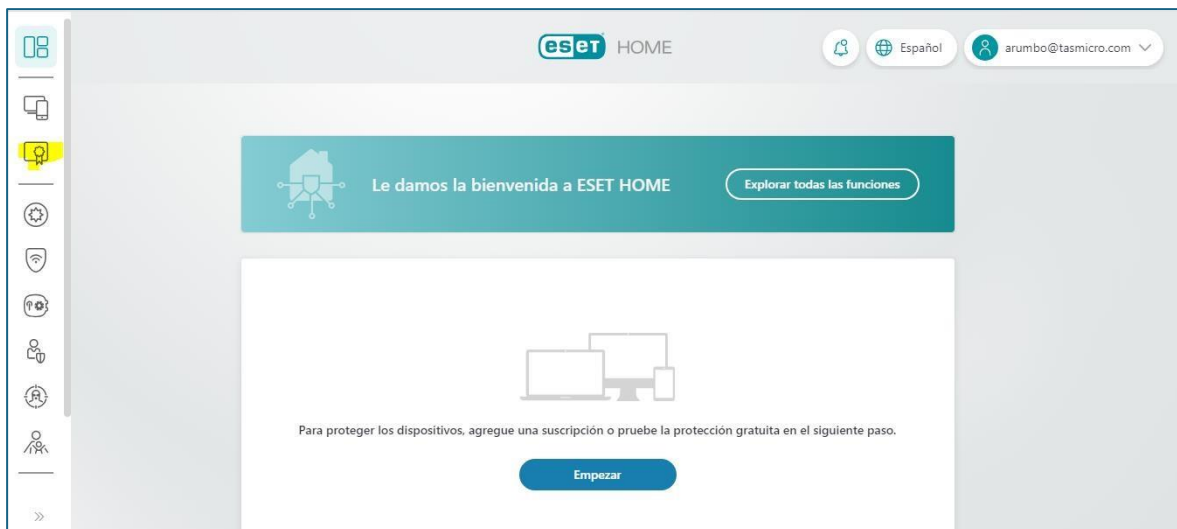 eset HOME
Español
arumbo@tasmicro.com
Le damos la bienvenida a ESET HOME
Explorar todas las funciones
Para proteger los dispositivos, agregue una suscripción o pruebe la protección gratuita en el siguiente paso.
Empezar